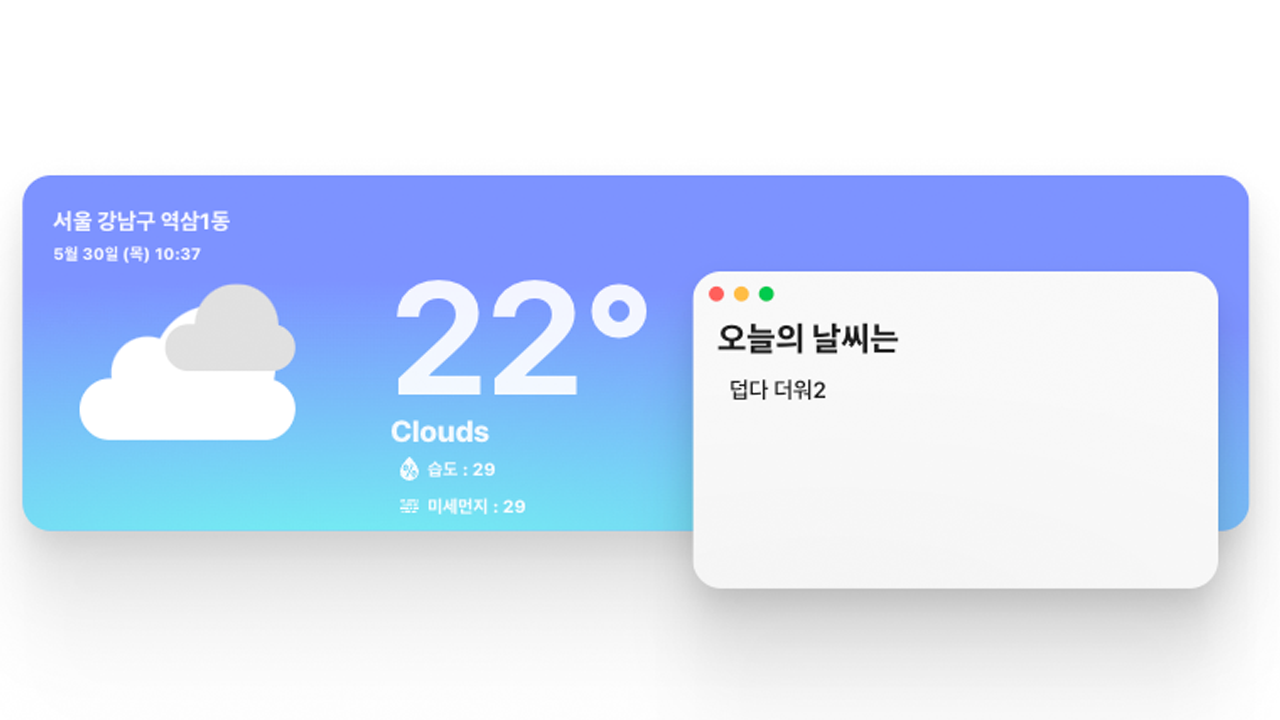 서울 강남구 역삼1동
5월 30일 (목) 10:37
22°
Clouds
습도 : 29
미세먼지 : 29
오늘의 날씨는
덥다 더워2